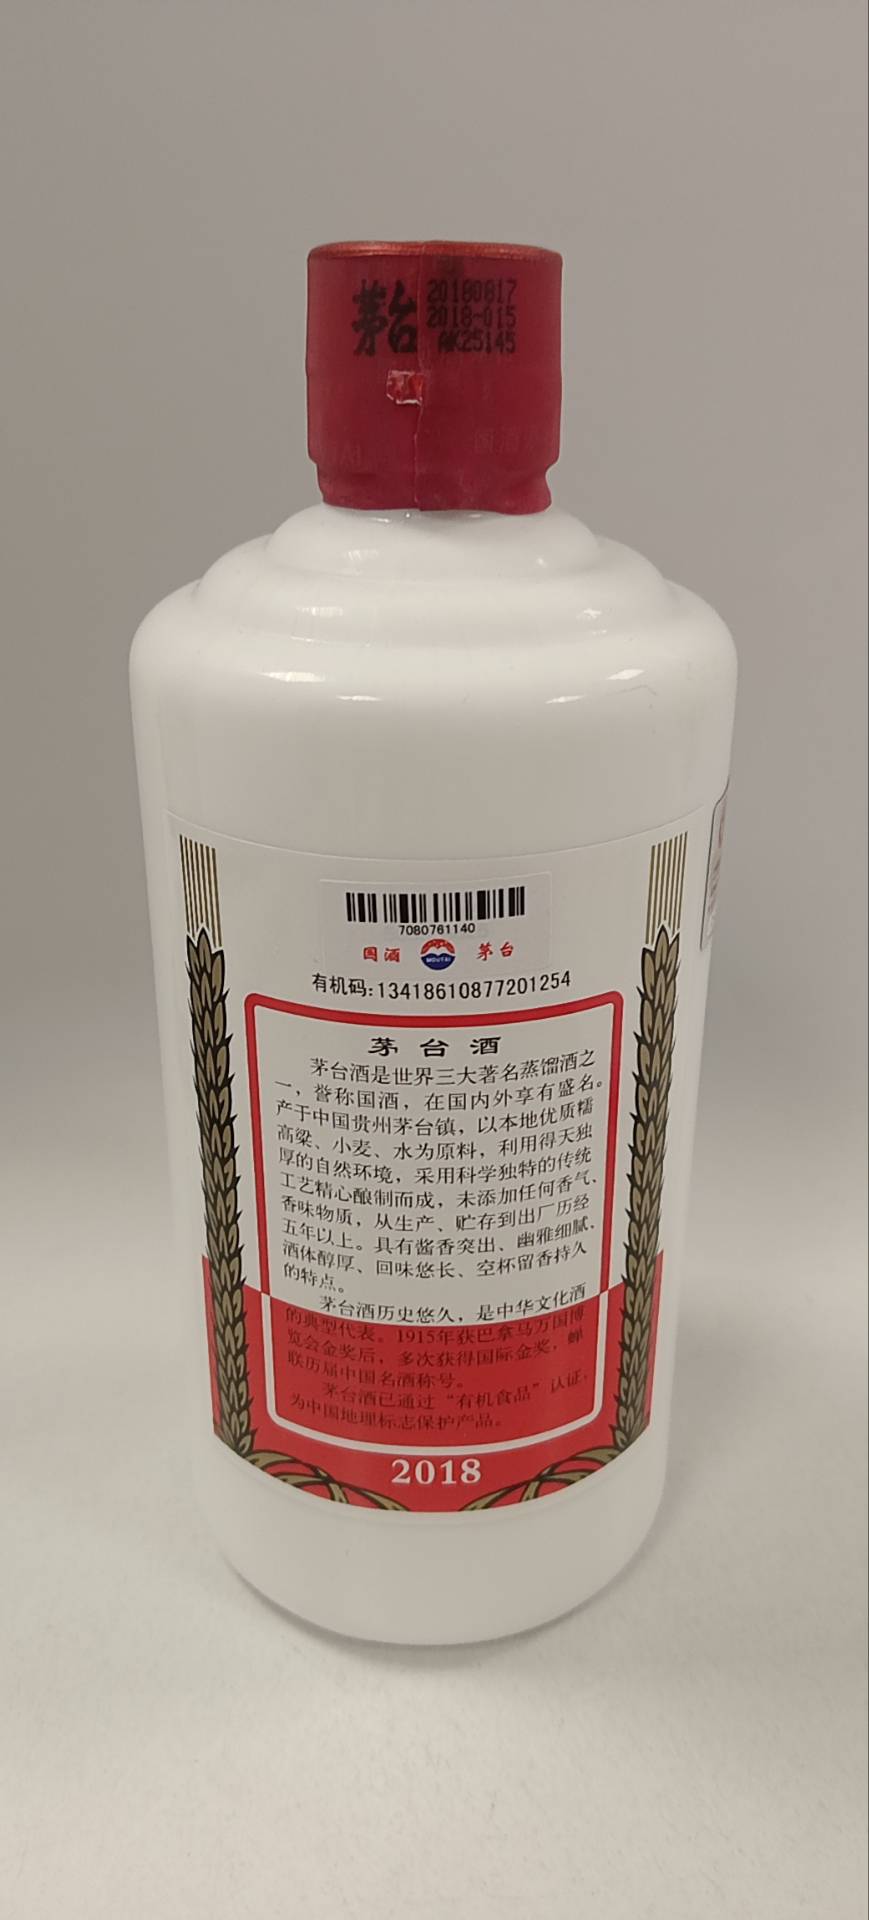 茅台
20180817
2018-015
AK25145
7080761140
国酒
MOUTAI
茅台
有机码:13418610877201254
茅台酒
茅台酒是世界三大著名蒸馏酒之
一，誉称国酒，在国内外享有盛名。
产于中国贵州茅台镇，以本地优质糯
高粱、小麦、水为原料，利用得天独
厚的自然环境，采用科学独特的传统
工艺精心酿制而成，未添加任何香气、
香味物质，从生产、贮存到出厂历经
五年以上。具有酱香突出、幽雅细腻、
酒体醇厚、回味悠长、空杯留香持久
的特点。
茅台酒历史悠久，是中华文化酒
的典型代表。1915年获巴拿马万国博
览会金奖后，多次获得国际金奖，蝉
联历届中国名酒称号。
茅台酒已通过“有机食品”认证，
为中国地理标志保护产品。
2018